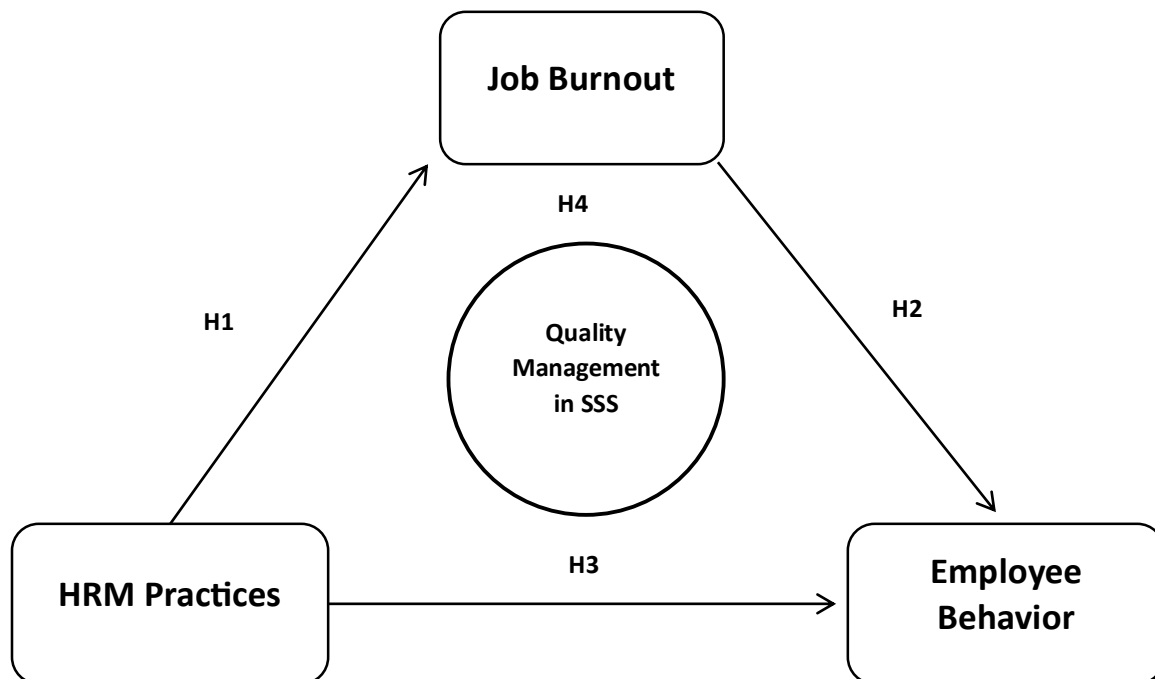 Job Burnout
H4
H1
H2
Quality
Management
in SSS
H3
HRM Practices
Employee
Behavior